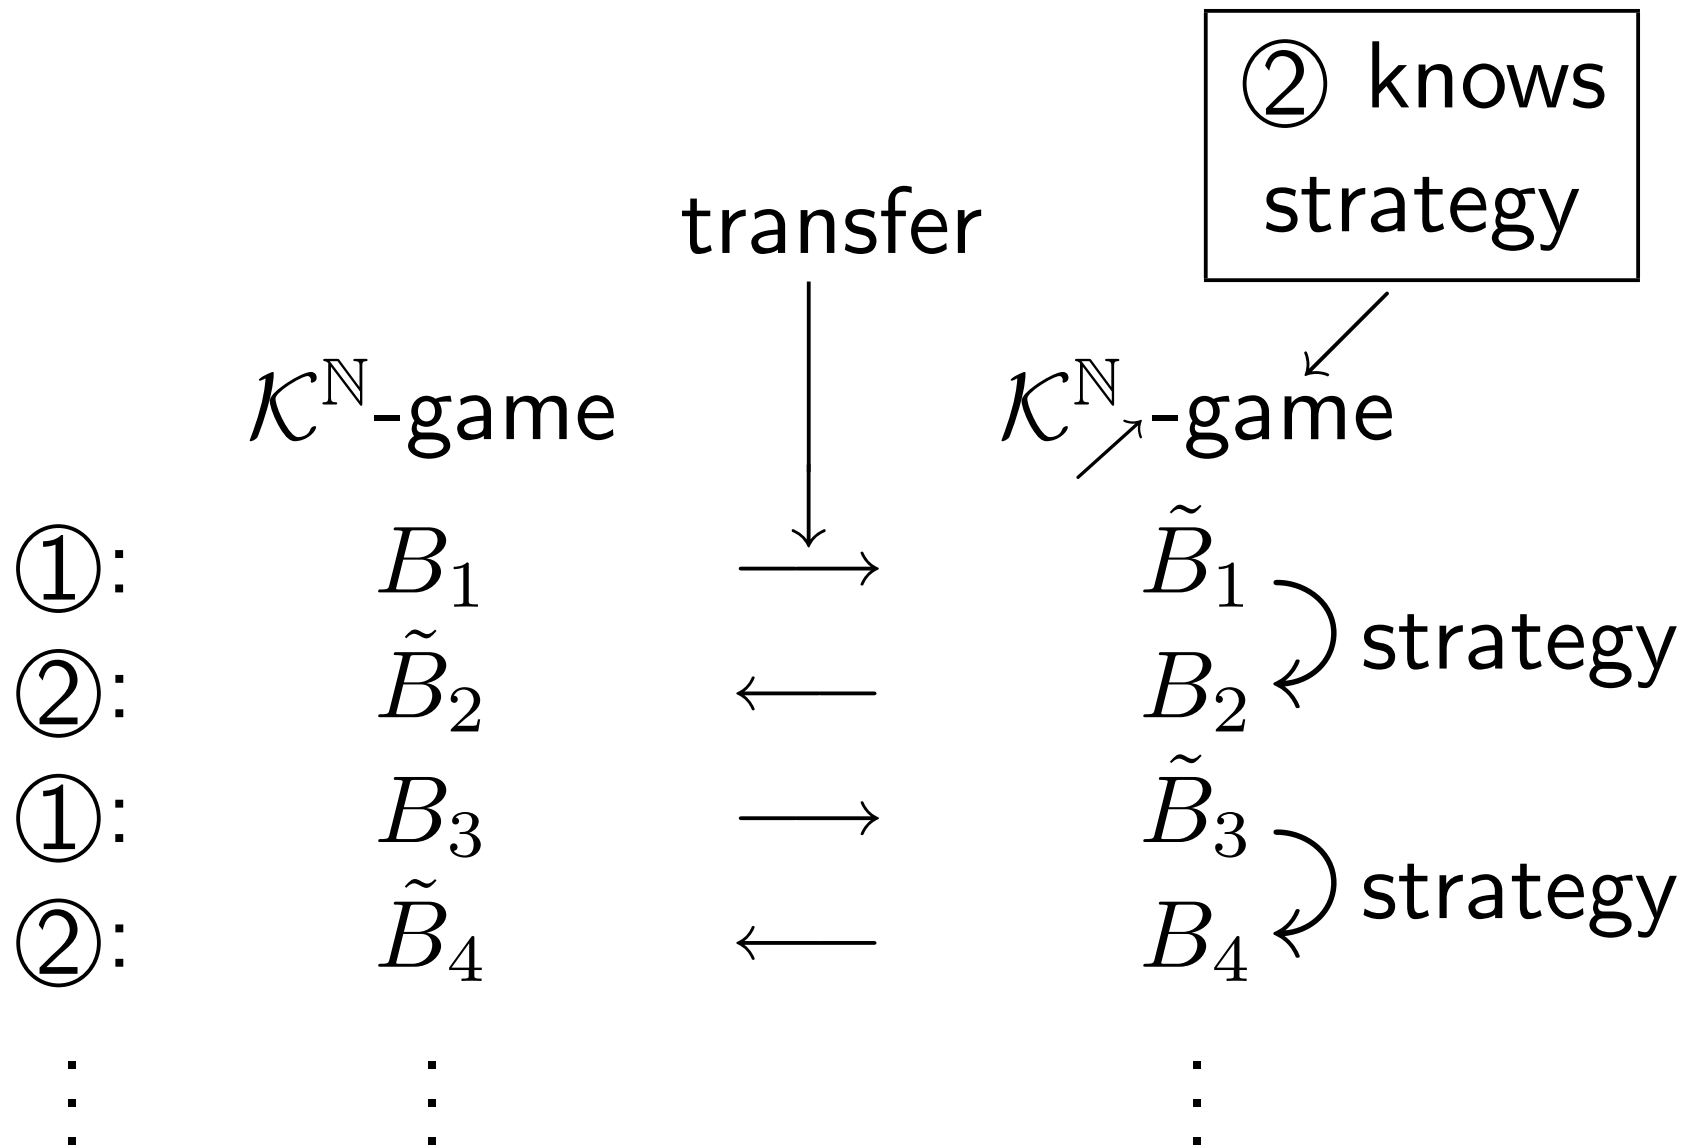 ② knows
strategy
transfer
𝒦^ℕ-game 𝒦^ℕ-game
①: B₁ ⟶ B̃₁
strategy
②: B̃₂ ⟵ B₂
①: B₃ ⟶ B̃₃
strategy
②: B̃₄ ⟵ B₄
⋮ ⋮ ⋮